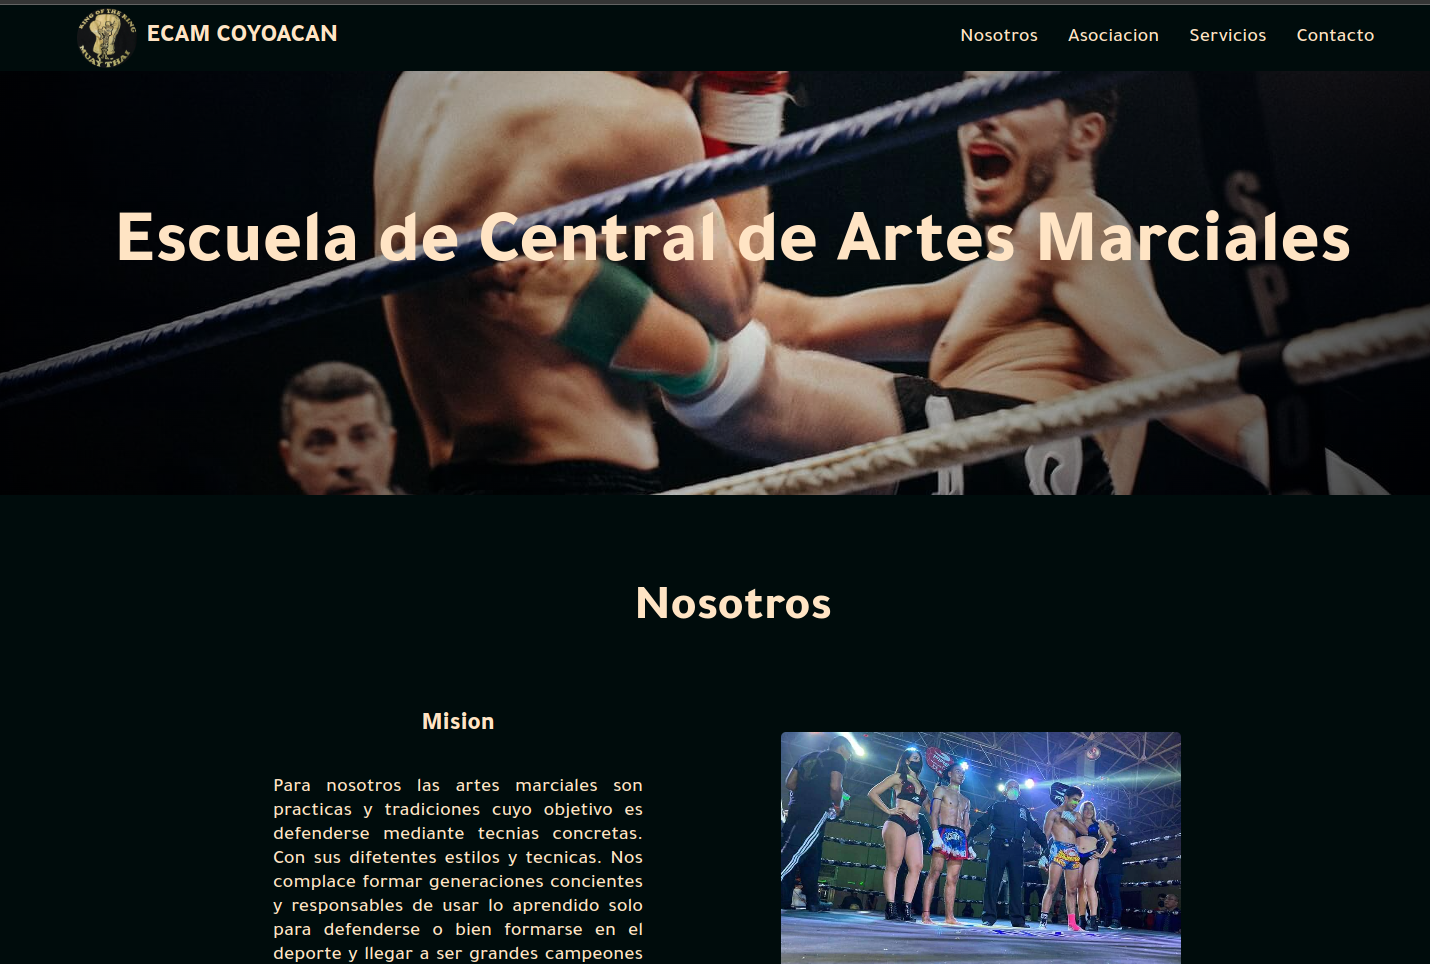 KING OF THE RING
MUAY THAI
ECAM COYOACAN
Nosotros
Asociacion
Servicios
Contacto
Escuela de Central de Artes Marciales
SPO
Nosotros
Mision
Para nosotros las artes marciales son
practicas y tradiciones cuyo objetivo es
defenderse mediante tecnias concretas.
Con sus difetentes estilos y tecnicas. Nos
complace formar generaciones concientes
y responsables de usar lo aprendido solo
para defenderse o bien formarse en el
deporte y llegar a ser grandes campeones